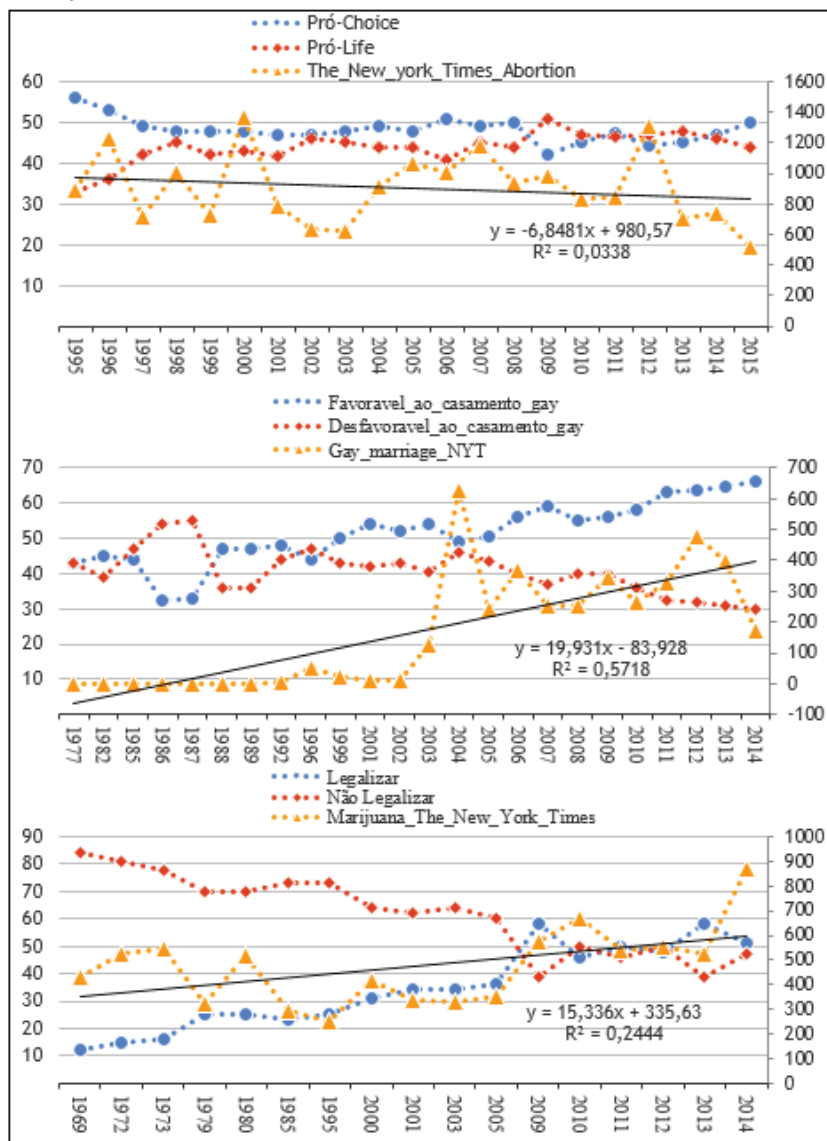 Pró-Choice
Pró-Life
The_New_york_Times_Abortion
60 1600
50 1400
40 1200
30 1000
20 800
10 600
400
200
0
y = -6,8481x + 980,57
R² = 0,0338
1995 1996 1997 1998 1999 2000 2001 2002 2003 2004 2005 2006 2007 2008 2009 2010 2011 2012 2013 2014 2015
Favoravel_ao_casamento_gay
Desfavoravel_ao_casamento_gay
Gay_marriage_NYT
70 700
60 600
50 500
40 400
30 300
20 200
10 100
0
-100
y = 19,931x - 83,928
R² = 0,5718
1977 1982 1985 1986 1987 1988 1989 1992 1996 1999 2001 2002 2003 2004 2005 2006 2007 2008 2009 2010 2011 2012 2013 2014
Legalizar
Não Legalizar
Marijuana_The_New_York_Times
90 1000
80 900
70 800
60 700
50 600
40 500
30 400
20 300
10 200
100
0
y = 15,336x + 335,63
R² = 0,2444
1969 1972 1973 1979 1980 1985 1995 2000 2001 2003 2005 2009 2010 2011 2012 2013 2014